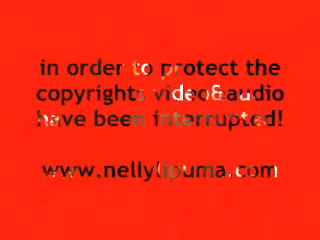 in order to protect the
copyrights video&audio
have been interrupted!
www.nellylipuma.com